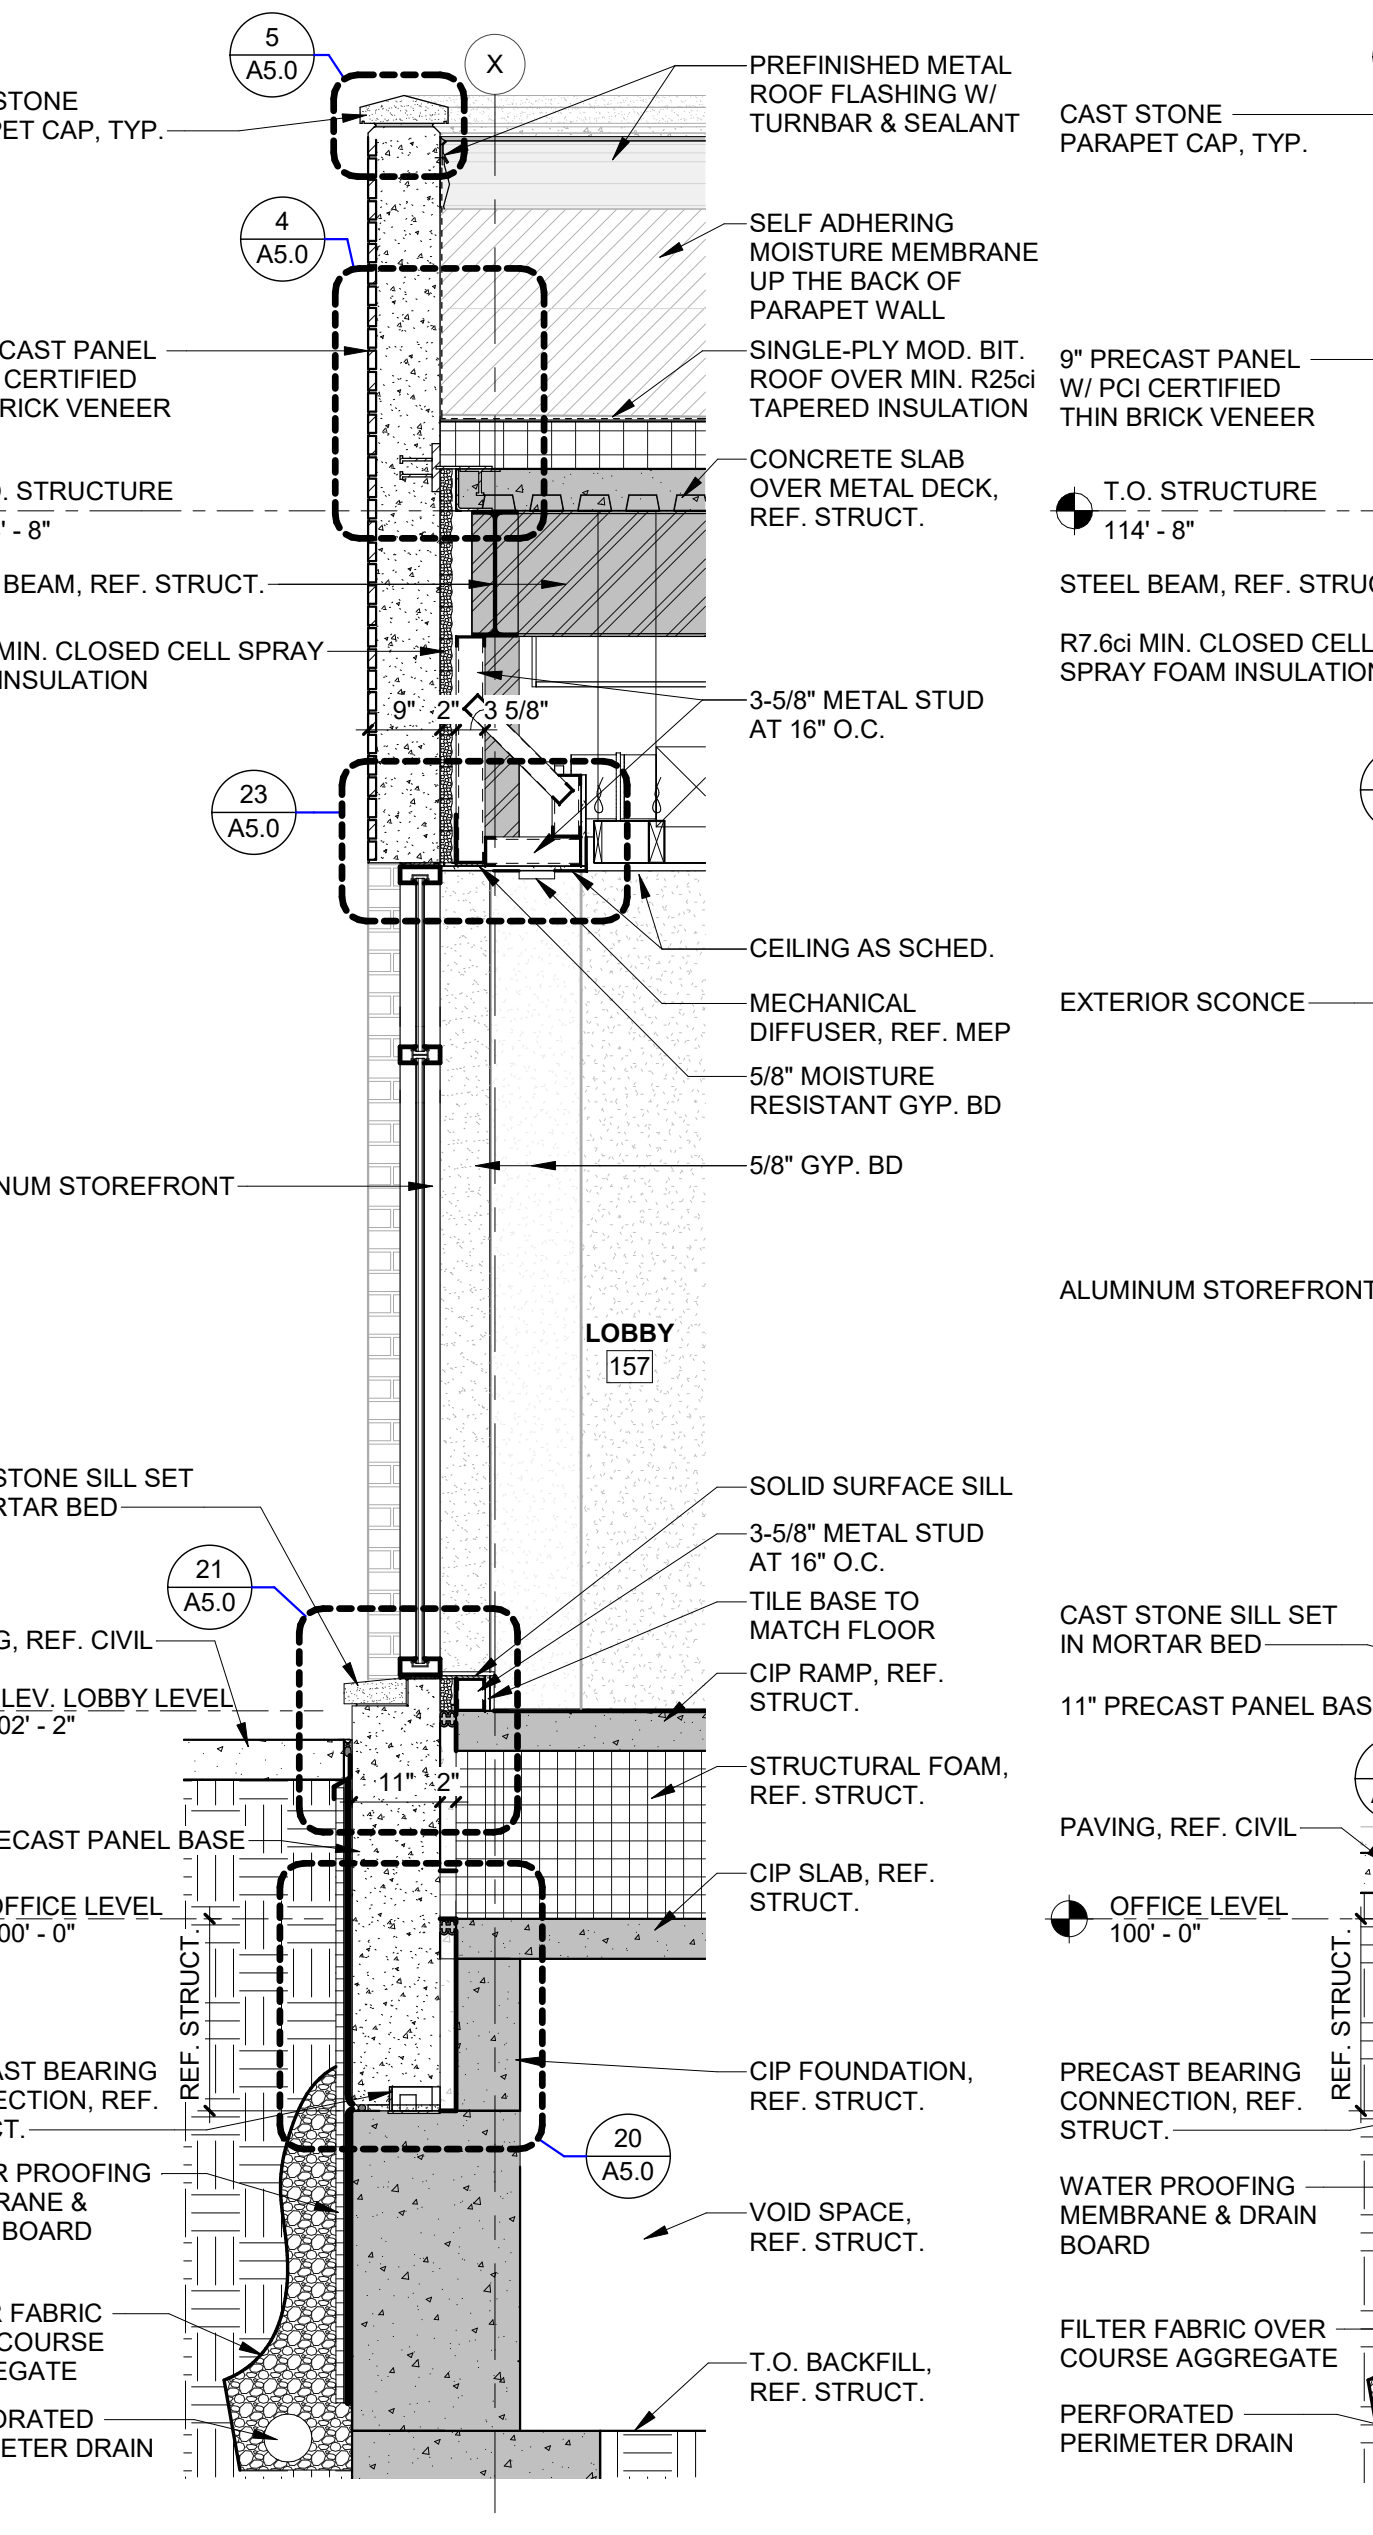 5
A5.0
STONE
PET CAP, TYP.
4
A5.0
CAST PANEL
CERTIFIED
RICK VENEER
. STRUCTURE
' - 8"
BEAM, REF. STRUCT.
MIN. CLOSED CELL SPRAY
INSULATION
9"
2"
3 5/8"
23
A5.0
NUM STOREFRONT
STONE SILL SET
RTAR BED
21
A5.0
G, REF. CIVIL
LEV. LOBBY LEVEL
02' - 2"
11"
2"
ECAST PANEL BASE
OFFICE LEVEL
00' - 0"
REF. STRUCT.
AST BEARING
ECTION, REF.
CT.
R PROOFING
RANE &
BOARD
R FABRIC
COURSE
EGATE
ORATED
ETER DRAIN
X
PREFINISHED METAL
ROOF FLASHING W/
TURNBAR & SEALANT
SELF ADHERING
MOISTURE MEMBRANE
UP THE BACK OF
PARAPET WALL
SINGLE-PLY MOD. BIT.
ROOF OVER MIN. R25ci
TAPERED INSULATION
CONCRETE SLAB
OVER METAL DECK,
REF. STRUCT.
3-5/8" METAL STUD
AT 16" O.C.
CEILING AS SCHED.
MECHANICAL
DIFFUSER, REF. MEP
5/8" MOISTURE
RESISTANT GYP. BD
5/8" GYP. BD
LOBBY
157
SOLID SURFACE SILL
3-5/8" METAL STUD
AT 16" O.C.
TILE BASE TO
MATCH FLOOR
CIP RAMP, REF.
STRUCT.
STRUCTURAL FOAM,
REF. STRUCT.
CIP SLAB, REF.
STRUCT.
CIP FOUNDATION,
REF. STRUCT.
20
A5.0
VOID SPACE,
REF. STRUCT.
T.O. BACKFILL,
REF. STRUCT.
CAST STONE
PARAPET CAP, TYP.
9" PRECAST PANEL
W/ PCI CERTIFIED
THIN BRICK VENEER
T.O. STRUCTURE
114' - 8"
STEEL BEAM, REF. STRUC
R7.6ci MIN. CLOSED CELL
SPRAY FOAM INSULATION
EXTERIOR SCONCE
ALUMINUM STOREFRONT
CAST STONE SILL SET
IN MORTAR BED
11" PRECAST PANEL BAS
PAVING, REF. CIVIL
OFFICE LEVEL
100' - 0"
REF. STRUCT.
PRECAST BEARING
CONNECTION, REF.
STRUCT.
WATER PROOFING
MEMBRANE & DRAIN
BOARD
FILTER FABRIC OVER
COURSE AGGREGATE
PERFORATED
PERIMETER DRAIN